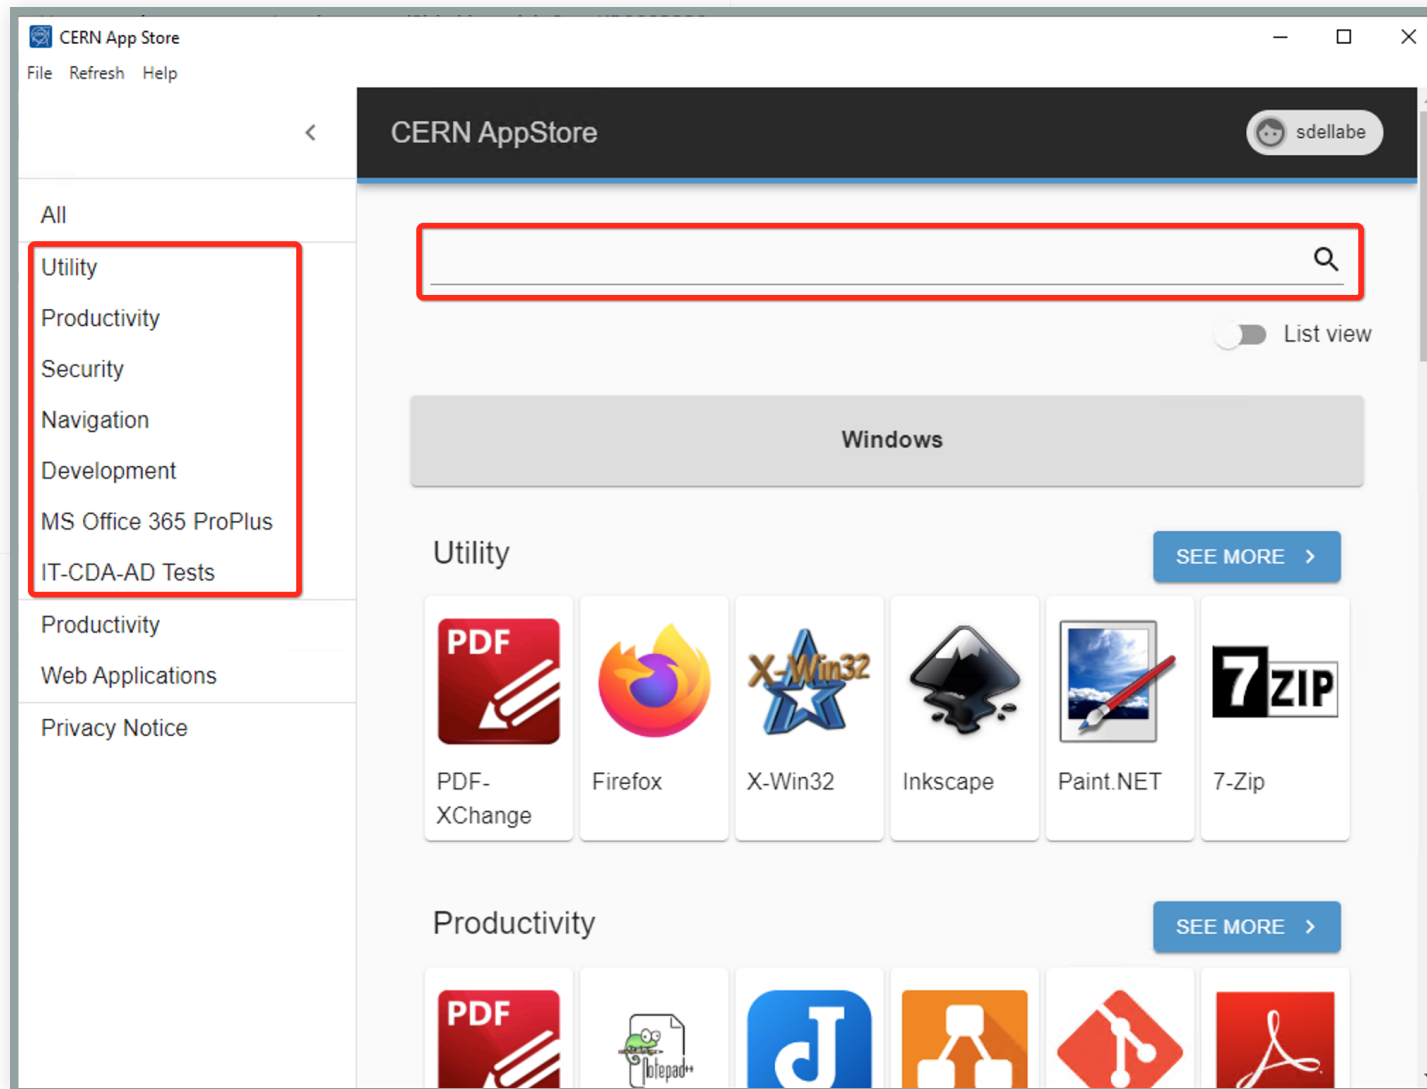 CERN App Store
File Refresh Help
CERN AppStore
sdellabe
All
Utility
Productivity
Security
Navigation
Development
MS Office 365 ProPlus
IT-CDA-AD Tests
Productivity
Web Applications
Privacy Notice
List view
Windows
Utility
SEE MORE
PDF
X-Win32
7ZIP
PDF-
XChange
Firefox
X-Win32
Inkscape
Paint.NET
7-Zip
Productivity
SEE MORE
PDF
Notepad++